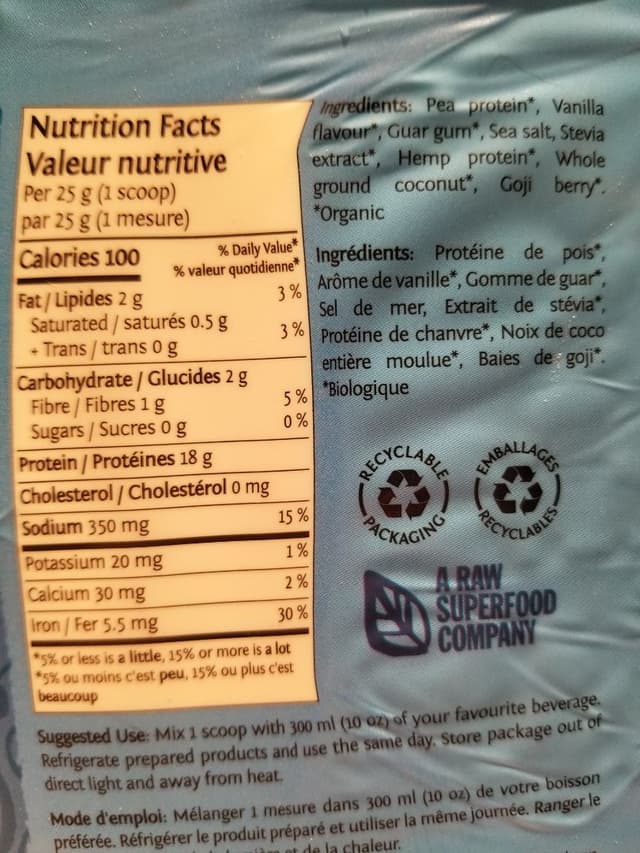 Nutrition Facts
Valeur nutritive
Per 25 g (1 scoop)
par 25 g (1 mesure)
Calories 100
% Daily Value*
% valeur quotidienne*
Fat / Lipides 2 g 3 %
Saturated / saturés 0.5 g
+ Trans / trans 0 g 3 %
Carbohydrate / Glucides 2 g
Fibre / Fibres 1 g 5 %
Sugars / Sucres 0 g 0 %
Protein / Protéines 18 g
Cholesterol / Cholestérol 0 mg
Sodium 350 mg 15 %
Potassium 20 mg 1 %
Calcium 30 mg 2 %
Iron / Fer 5.5 mg 30 %
*5% or less is a little, 15% or more is a lot
*5% ou moins c'est peu, 15% ou plus c'est
beaucoup
Ingredients: Pea protein*, Vanilla
flavour*, Guar gum*, Sea salt, Stevia
extract*, Hemp protein*, Whole
ground coconut*, Goji berry*.
*Organic
Ingrédients: Protéine de pois*,
Arôme de vanille*, Gomme de guar*,
Sel de mer, Extrait de stévia*,
Protéine de chanvre*, Noix de coco
entière moulue*, Baies de goji*.
*Biologique
RECYCLABLE
PACKAGING
EMBALLAGES
RECYCLABLES
A RAW
SUPERFOOD
COMPANY
Suggested Use: Mix 1 scoop with 300 ml (10 oz) of your favourite beverage.
Refrigerate prepared products and use the same day. Store package out of
direct light and away from heat.
Mode d'emploi: Mélanger 1 mesure dans 300 ml (10 oz) de votre boisson
préférée. Réfrigérer le produit préparé et utiliser la même journée. Ranger le
et de la chaleur.